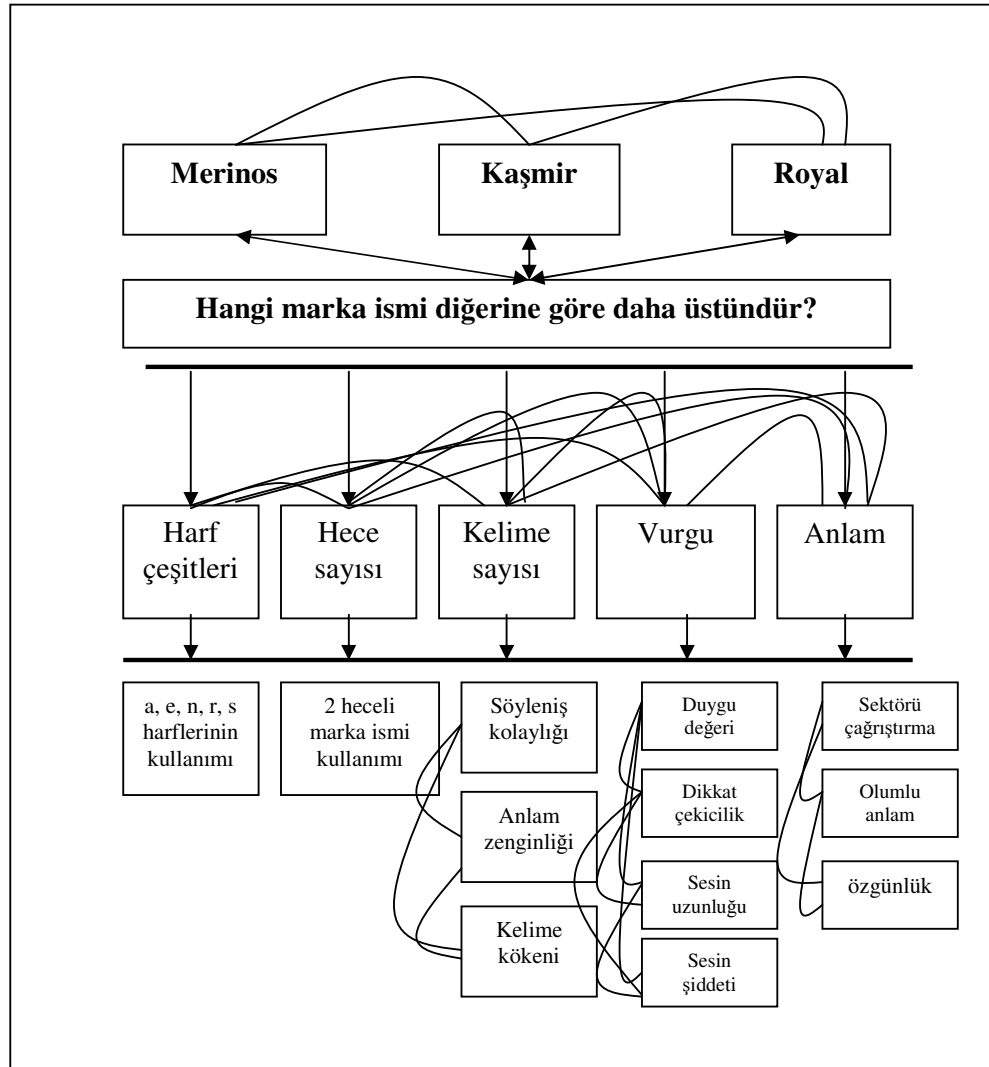 Merinos
Kaşmir
Royal
Hangi marka ismi diğerine göre daha üstündür?
Harf
çeşitleri
Hece
sayısı
Kelime
sayısı
Vurgu
Anlam
a, e, n, r, s
harflerinin
kullanımı
2 heceli
marka ismi
kullanımı
Söyleniş
kolaylığı
Anlam
zenginliği
Kelime
kökeni
Duygu
değeri
Dikkat
çekicilik
Sesin
uzunluğu
Sesin
şiddeti
Sektörü
çağrıştırma
Olumlu
anlam
özgünlük